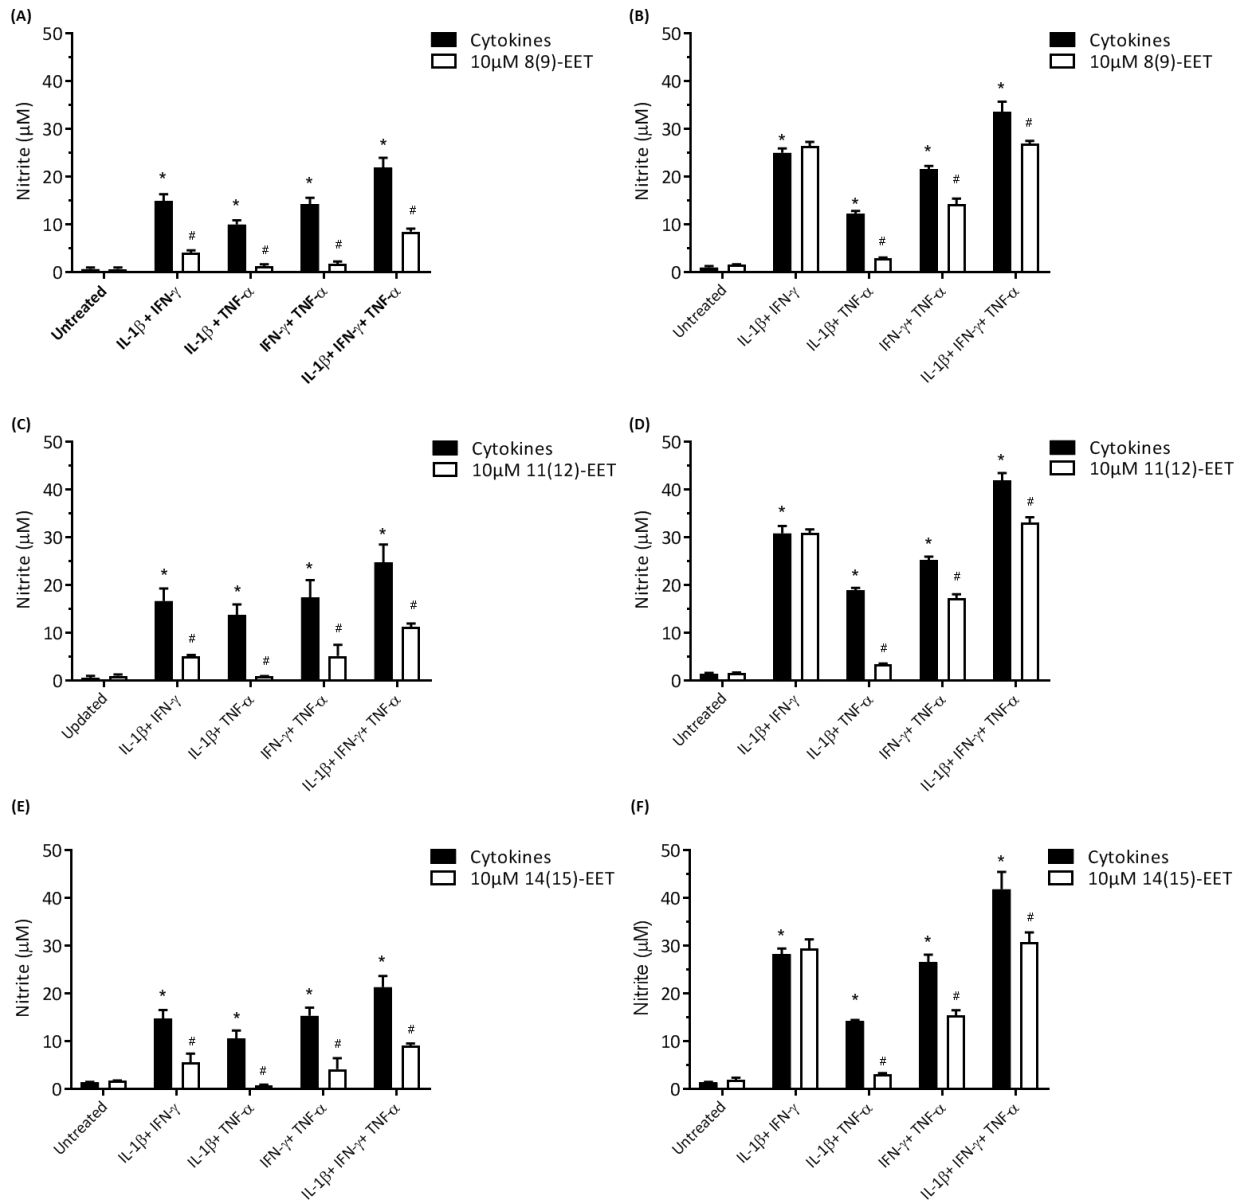 (A)
Cytokines
10μM 8(9)-EET
Nitrite (μM)
50
40
30
20
10
0
*
#
*
#
*
#
*
#
Untreated
IL-1β + IFN-γ
IL-1β + TNF-α
IFN-γ+ TNF-α
IL-1β+ IFN-γ+ TNF-α
(B)
Cytokines
10μM 8(9)-EET
Nitrite (μM)
50
40
30
20
10
0
*
*
#
*
#
*
#
Untreated
IL-1β+ IFN-γ
IL-1β+ TNF-α
IFN-γ+ TNF-α
IL-1β+ IFN-γ+ TNF-α
(C)
Cytokines
10μM 11(12)-EET
Nitrite (μM)
50
40
30
20
10
0
*
#
*
#
*
#
*
#
Updated
IL-1β+ IFN-γ
IL-1β+ TNF-α
IFN-γ+ TNF-α
IL-1β+ IFN-γ+ TNF-α
(D)
Cytokines
10μM 11(12)-EET
Nitrite (μM)
50
40
30
20
10
0
*
*
#
*
#
*
#
Untreated
IL-1β+ IFN-γ
IL-1β+ TNF-α
IFN-γ+ TNF-α
IL-1β+ IFN-γ+ TNF-α
(E)
Cytokines
10μM 14(15)-EET
Nitrite (μM)
50
40
30
20
10
0
*
#
*
#
*
#
*
#
Untreated
IL-1β+ IFN-γ
IL-1β+ TNF-α
IFN-γ+ TNF-α
IL-1β+ IFN-γ+ TNF-α
(F)
Cytokines
10μM 14(15)-EET
Nitrite (μM)
50
40
30
20
10
0
*
*
#
*
#
*
#
Untreated
IL-1β+ IFN-γ
IL-1β+ TNF-α
IFN-γ+ TNF-α
IL-1β+ IFN-γ+ TNF-α